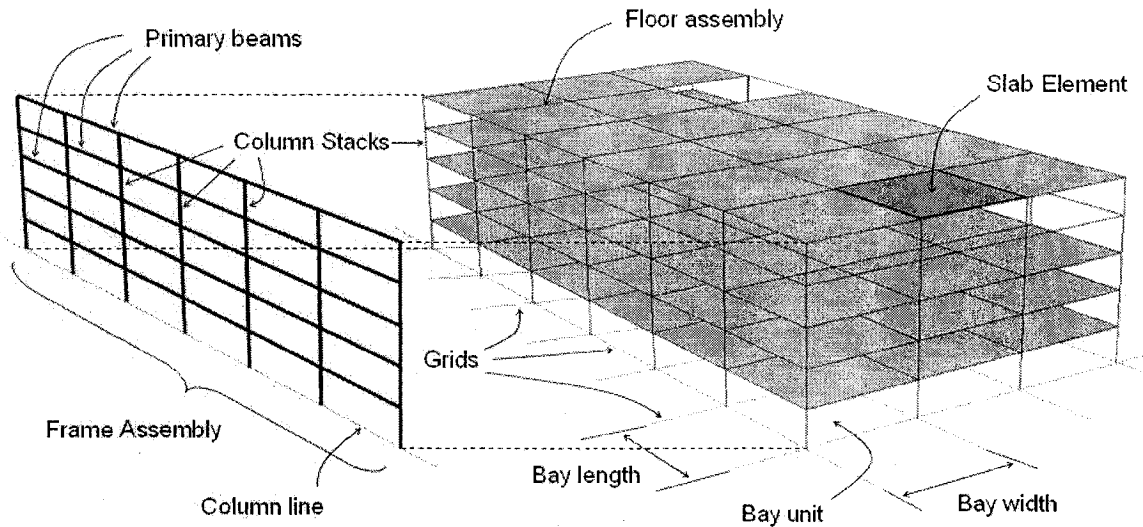 Floor assembly
Primary beams
Slab Element
Column Stacks
Grids
Frame Assembly
Bay length
Column line
Bay unit
Bay width